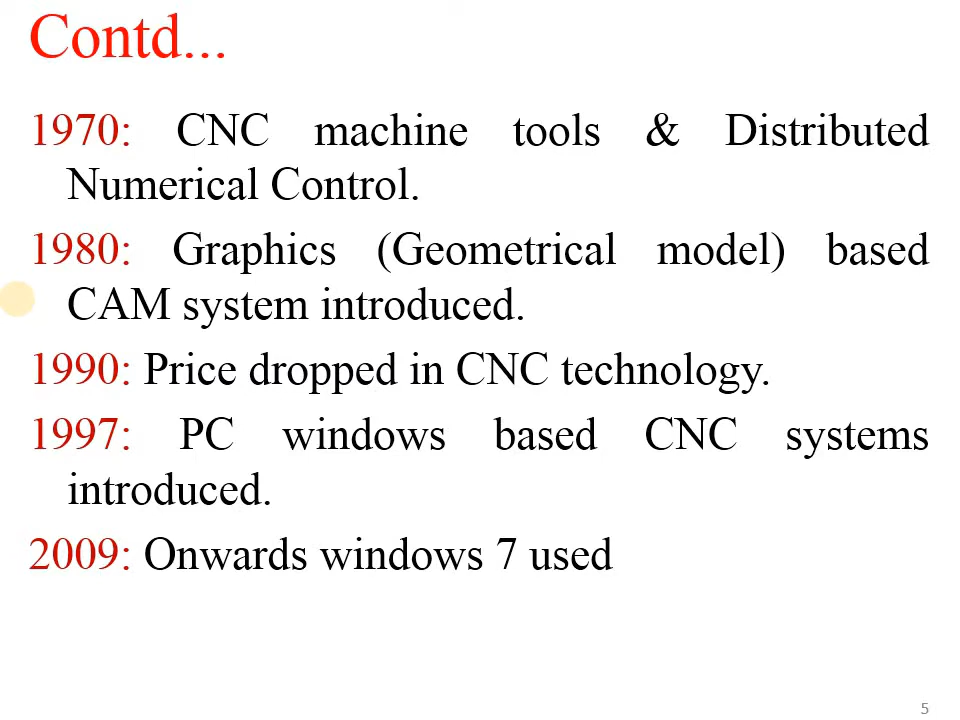 Contd...
1970: CNC machine tools & Distributed
Numerical Control.
1980: Graphics (Geometrical model) based
CAM system introduced.
1990: Price dropped in CNC technology.
1997: PC windows based CNC systems
introduced.
2009: Onwards windows 7 used
5